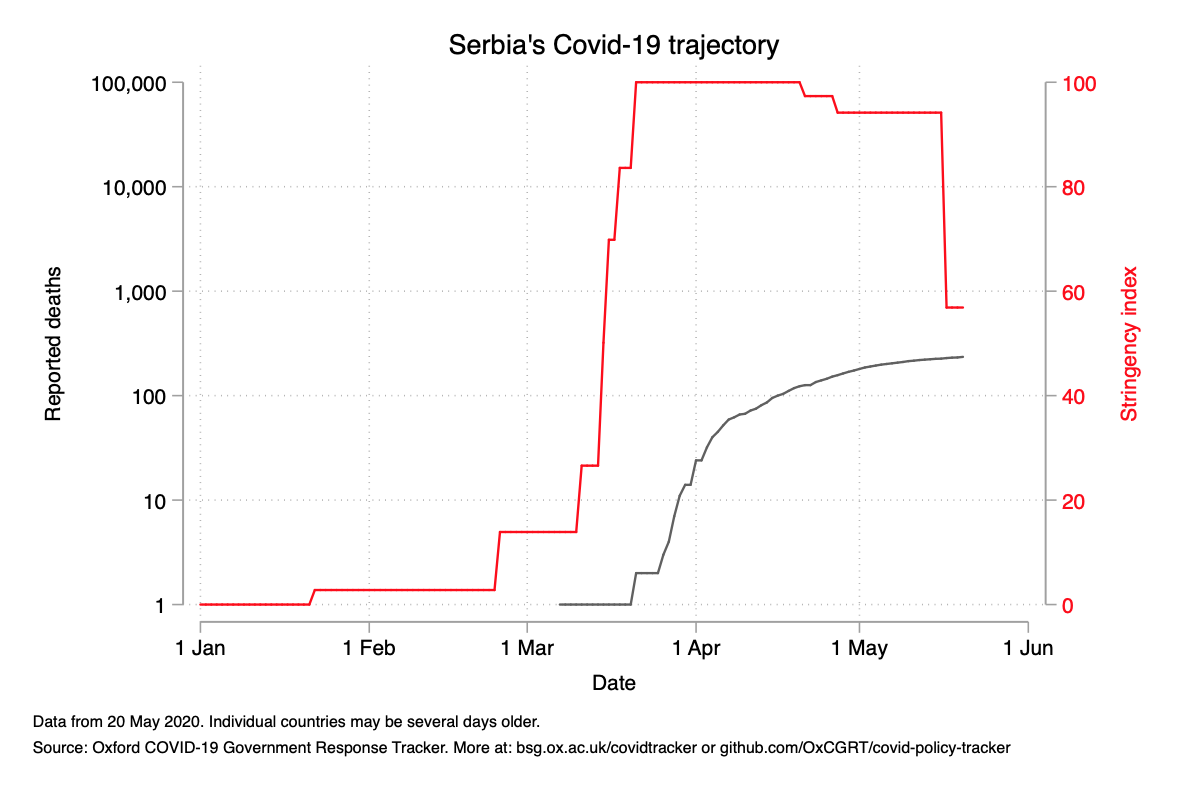 Serbia's Covid-19 trajectory
100,000
10,000
1,000
100
10
1
Reported deaths
100
80
60
40
20
0
Stringency index
1 Jan
1 Feb
1 Mar
1 Apr
1 May
1 Jun
Date
Data from 20 May 2020. Individual countries may be several days older.
Source: Oxford COVID-19 Government Response Tracker. More at: bsg.ox.ac.uk/covidtracker or github.com/OxCGRT/covid-policy-tracker